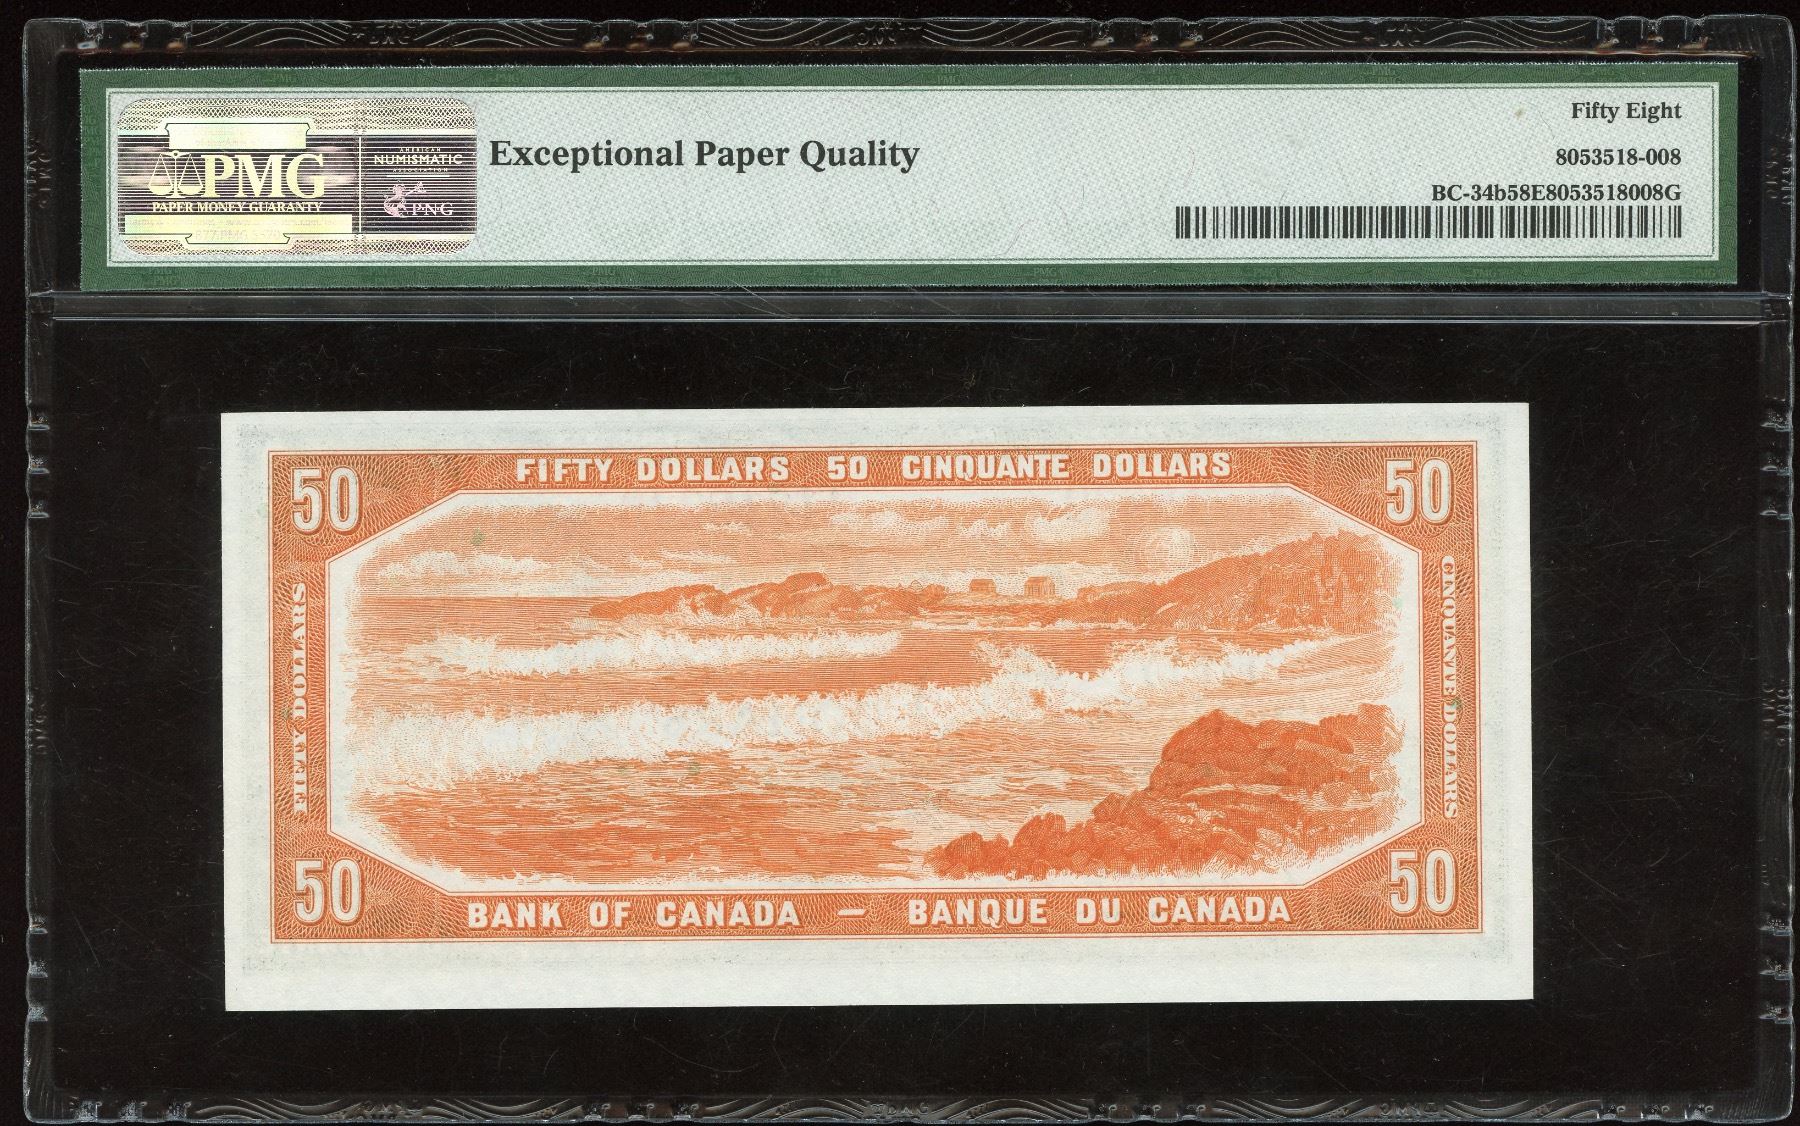 Fifty Eight
AMERICAN
NUMISMATIC
ASSOCIATION
PMG
Exceptional Paper Quality
8053518-008
PAPER MONEY GUARANTY
PNG
BC-34b58E8053518008G
50 FIFTY DOLLARS 50 CINQUANTE DOLLARS 50
FIFTY DOLLARS
CINQUANTE DOLLARS
50 BANK OF CANADA — BANQUE DU CANADA 50